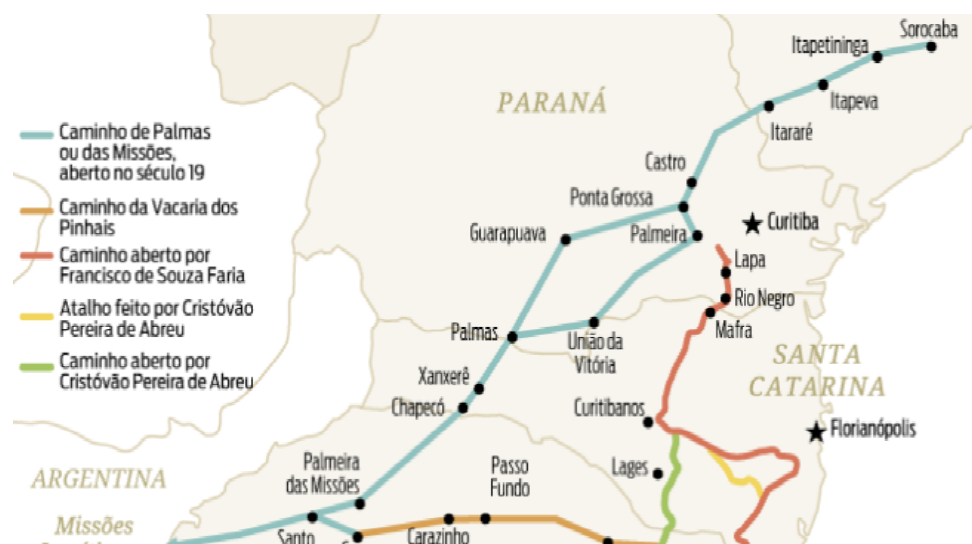 Sorocaba
Itapetininga
Itapeva
Itararé
PARANÁ
Caminho de Palmas
ou das Missões,
aberto no século 19
Castro
Ponta Grossa
Caminho da Vacaria dos
Pinhais
Guarapuava
Palmeira
Curitiba
Caminho aberto por
Francisco de Souza Faria
Lapa
Rio Negro
Atalho feito por Cristóvão
Pereira de Abreu
Palmas
União da
Vitória
Mafra
SANTA
CATARINA
Caminho aberto por
Cristóvão Pereira de Abreu
Xanxerê
Chapecó
Curitibanos
Florianópolis
ARGENTINA
Palmeira
das Missões
Passo
Fundo
Lages
Missões
Santo
Carazinho